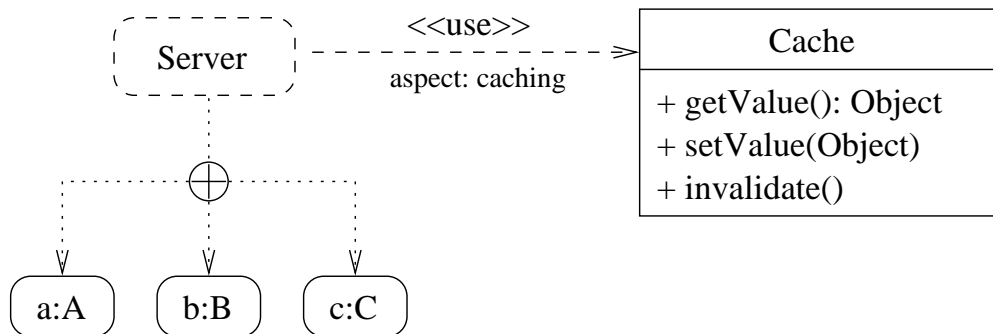 Server
<<use>>
aspect: caching
Cache
+ getValue(): Object
+ setValue(Object)
+ invalidate()
a:A
b:B
c:C